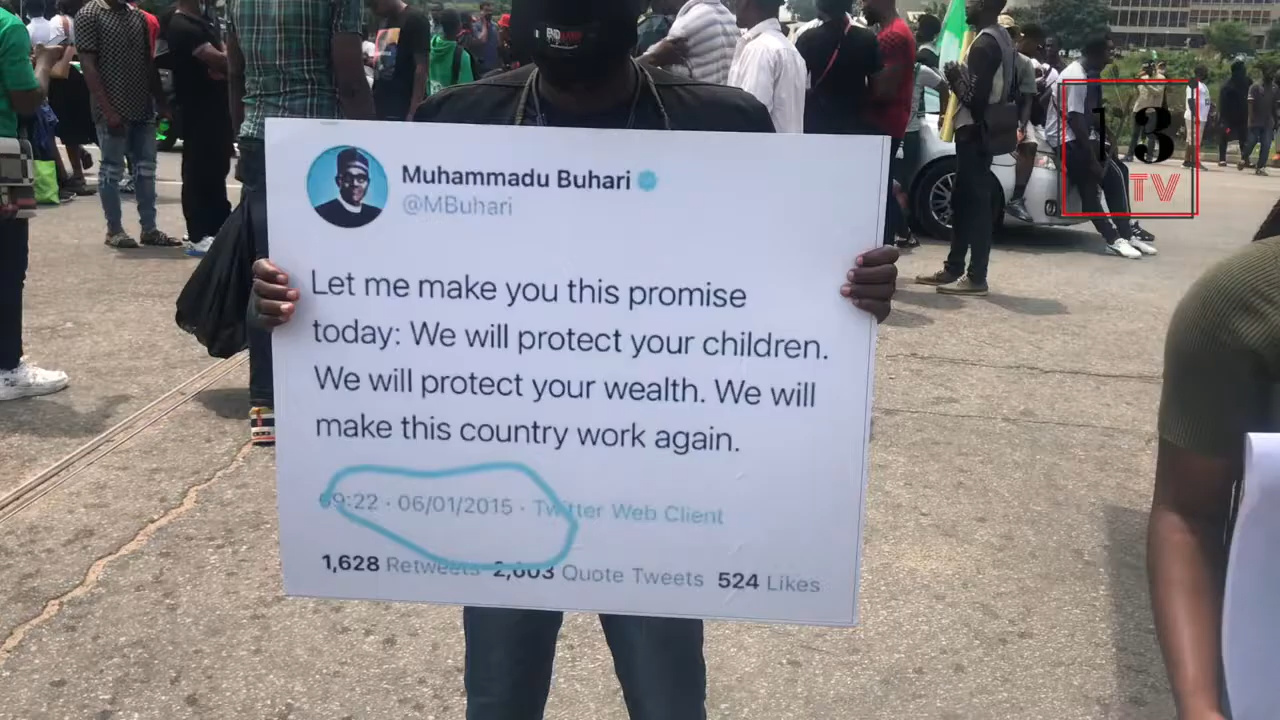 Muhammadu Buhari
@MBuhari
Let me make you this promise
today: We will protect your children.
We will protect your wealth. We will
make this country work again.
09:22 · 06/01/2015 · Twitter Web Client
1,628 Retweets 2,603 Quote Tweets 524 Likes
13
TV